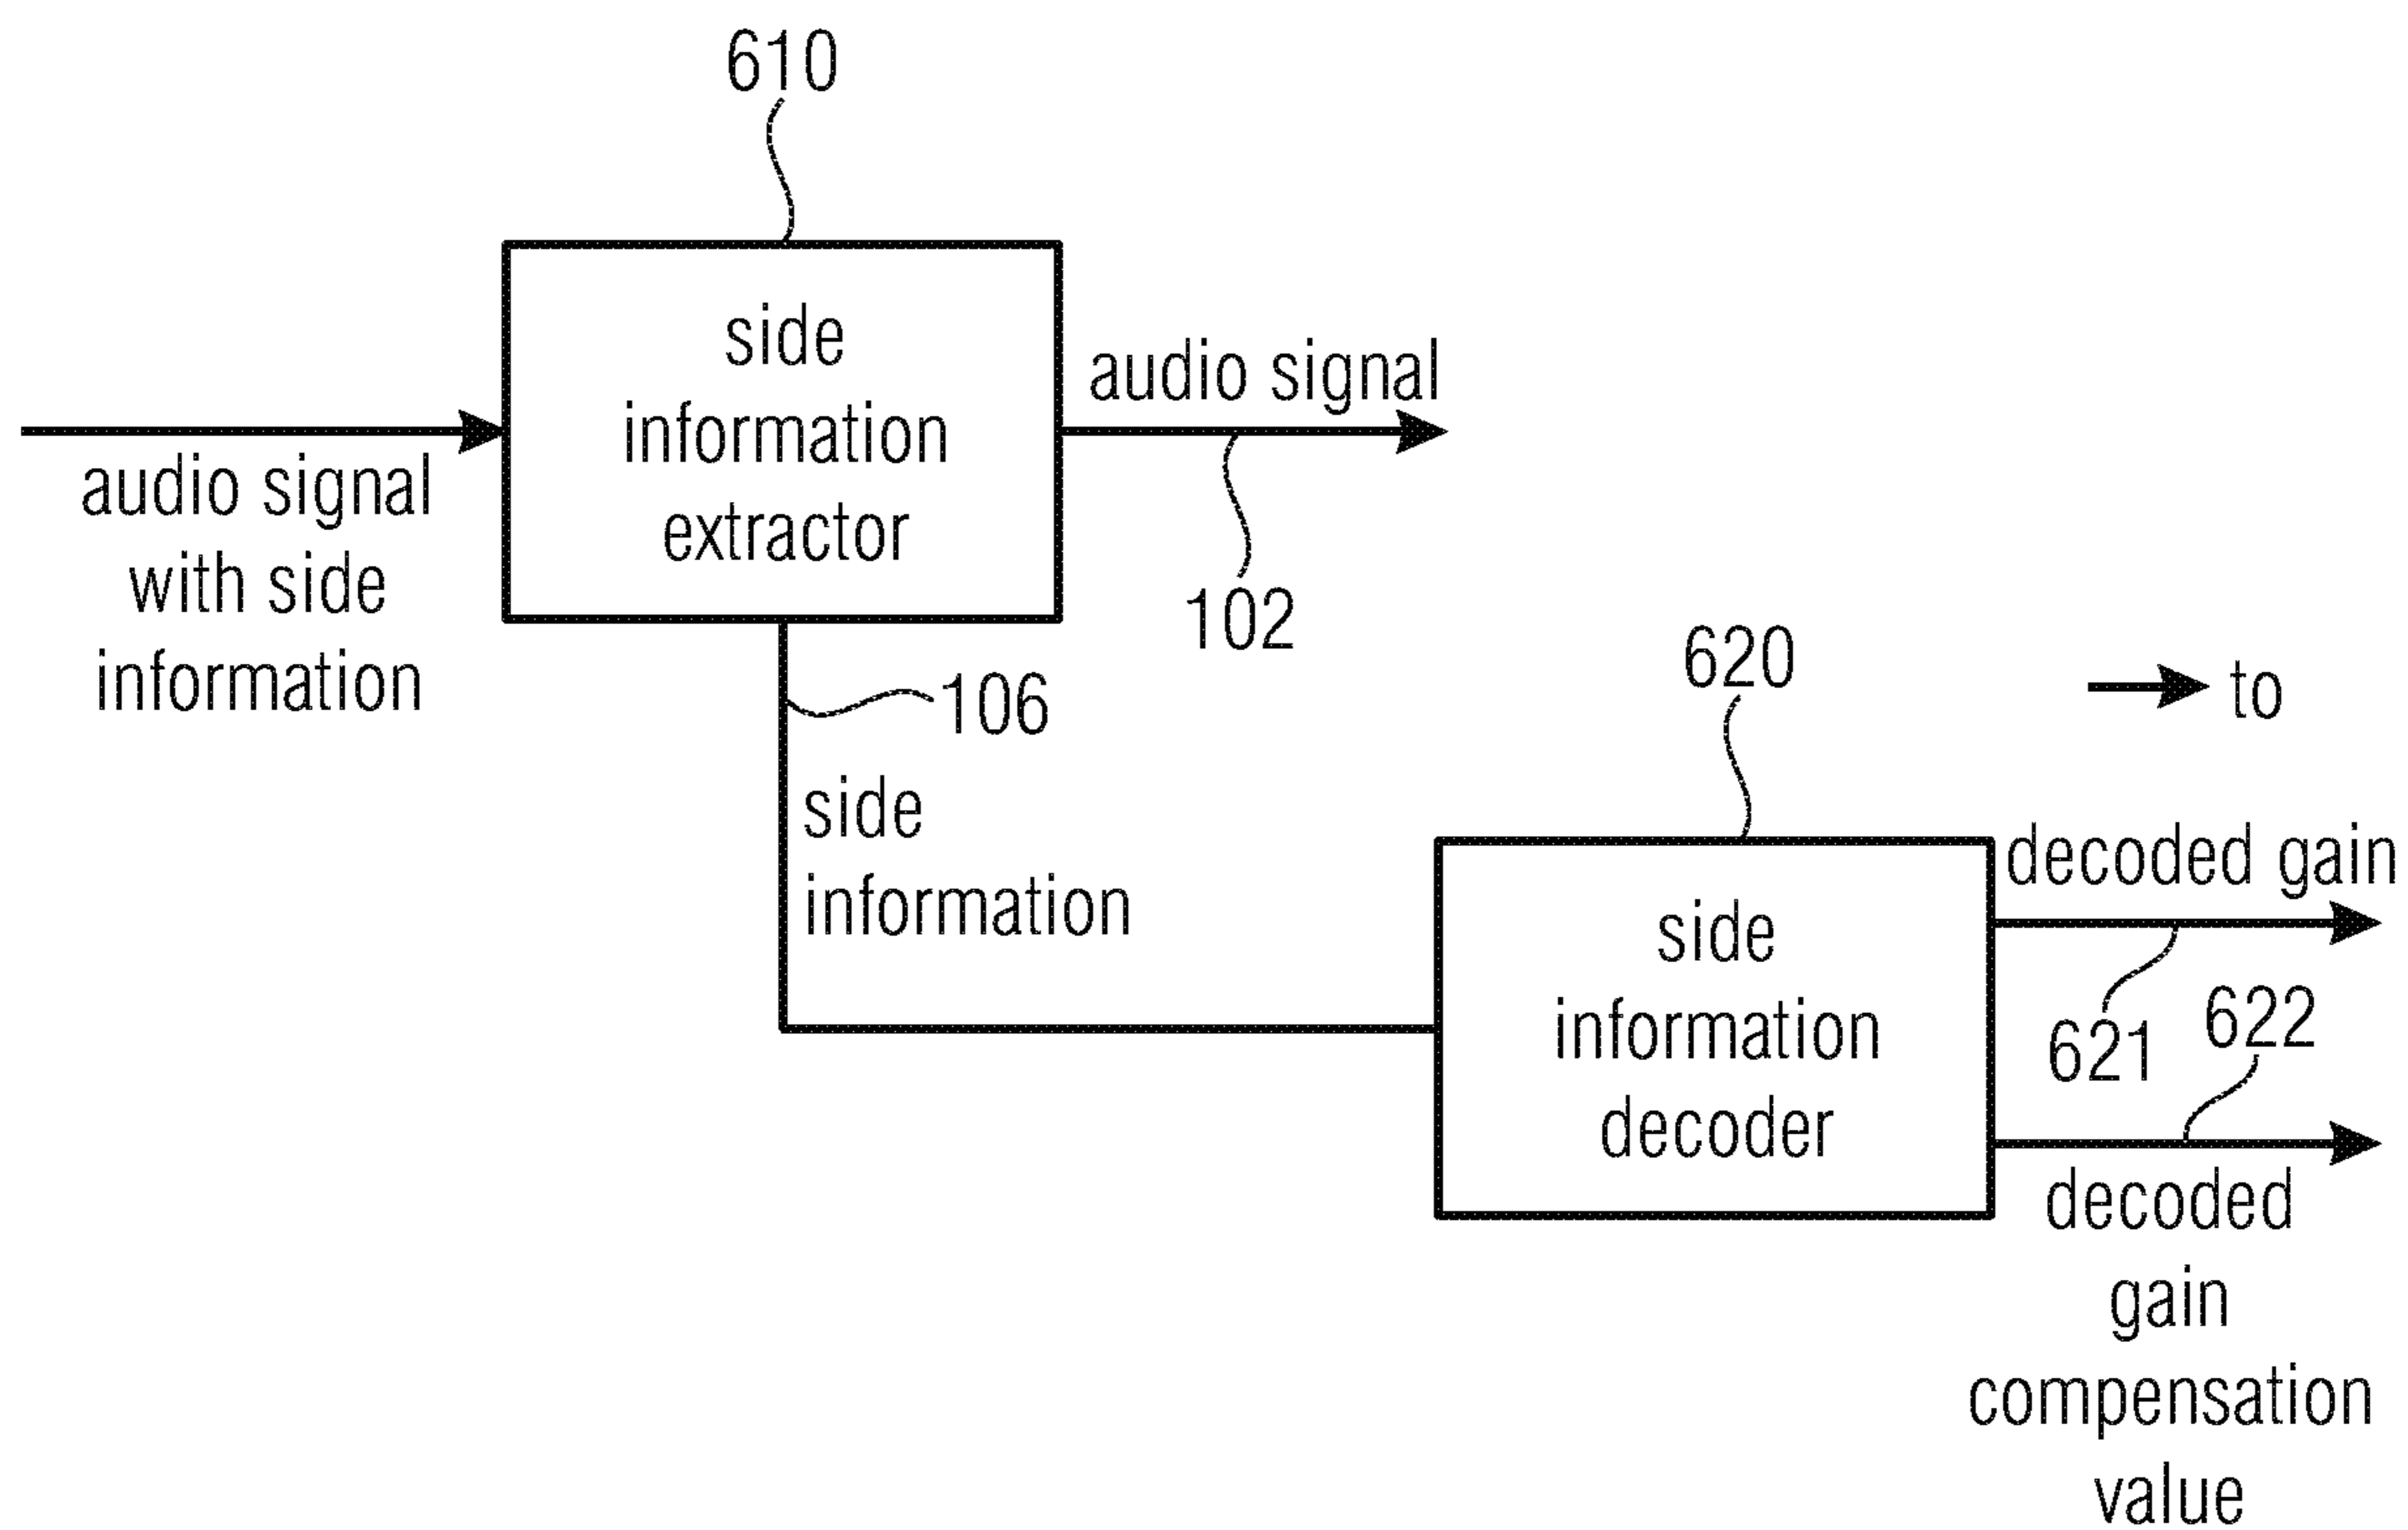 610
side
information
extractor
audio signal
audio signal
with side
information
102
106
side
information
620
to
side
information
decoder
decoded gain
621
622
decoded
gain
compensation
value